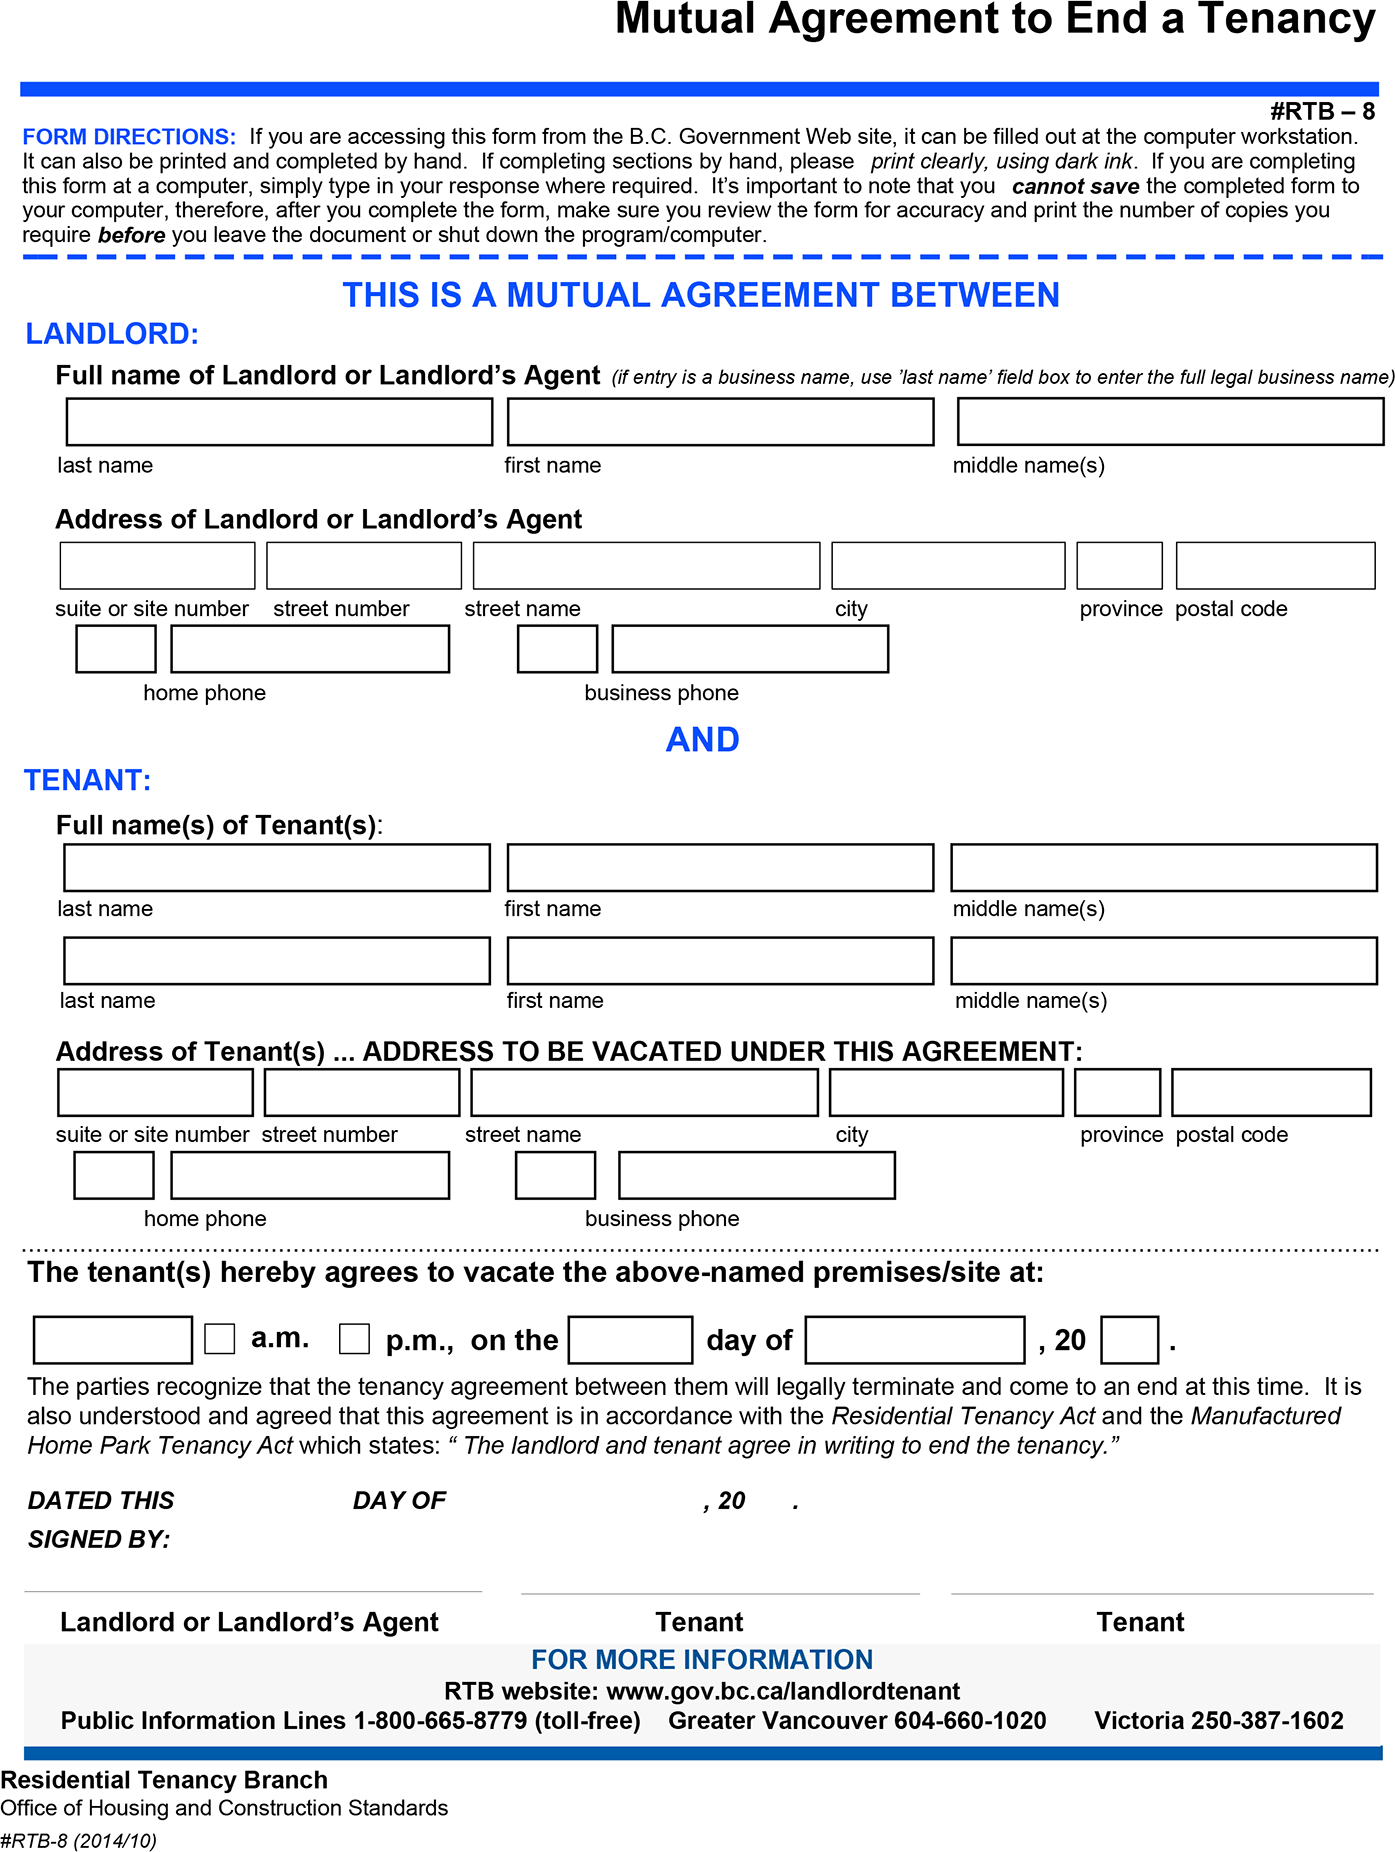 Mutual Agreement to End a Tenancy
#RTB – 8
FORM DIRECTIONS: If you are accessing this form from the B.C. Government Web site, it can be filled out at the computer workstation.
It can also be printed and completed by hand. If completing sections by hand, please print clearly, using dark ink. If you are completing
this form at a computer, simply type in your response where required. It's important to note that you cannot save the completed form to
your computer, therefore, after you complete the form, make sure you review the form for accuracy and print the number of copies you
require before you leave the document or shut down the program/computer.
THIS IS A MUTUAL AGREEMENT BETWEEN
LANDLORD:
Full name of Landlord or Landlord's Agent (if entry is a business name, use 'last name' field box to enter the full legal business name)
last name first name middle name(s)
Address of Landlord or Landlord's Agent
suite or site number street number street name city province postal code
home phone business phone
AND
TENANT:
Full name(s) of Tenant(s):
last name first name middle name(s)
last name first name middle name(s)
Address of Tenant(s) ... ADDRESS TO BE VACATED UNDER THIS AGREEMENT:
suite or site number street number street name city province postal code
home phone business phone
The tenant(s) hereby agrees to vacate the above-named premises/site at:
a.m. p.m., on the day of , 20 .
The parties recognize that the tenancy agreement between them will legally terminate and come to an end at this time. It is
also understood and agreed that this agreement is in accordance with the Residential Tenancy Act and the Manufactured
Home Park Tenancy Act which states: " The landlord and tenant agree in writing to end the tenancy."
DATED THIS DAY OF , 20 .
SIGNED BY:
Landlord or Landlord's Agent Tenant Tenant
FOR MORE INFORMATION
RTB website: www.gov.bc.ca/landlordtenant
Public Information Lines 1-800-665-8779 (toll-free) Greater Vancouver 604-660-1020 Victoria 250-387-1602
Residential Tenancy Branch
Office of Housing and Construction Standards
#RTB-8 (2014/10)